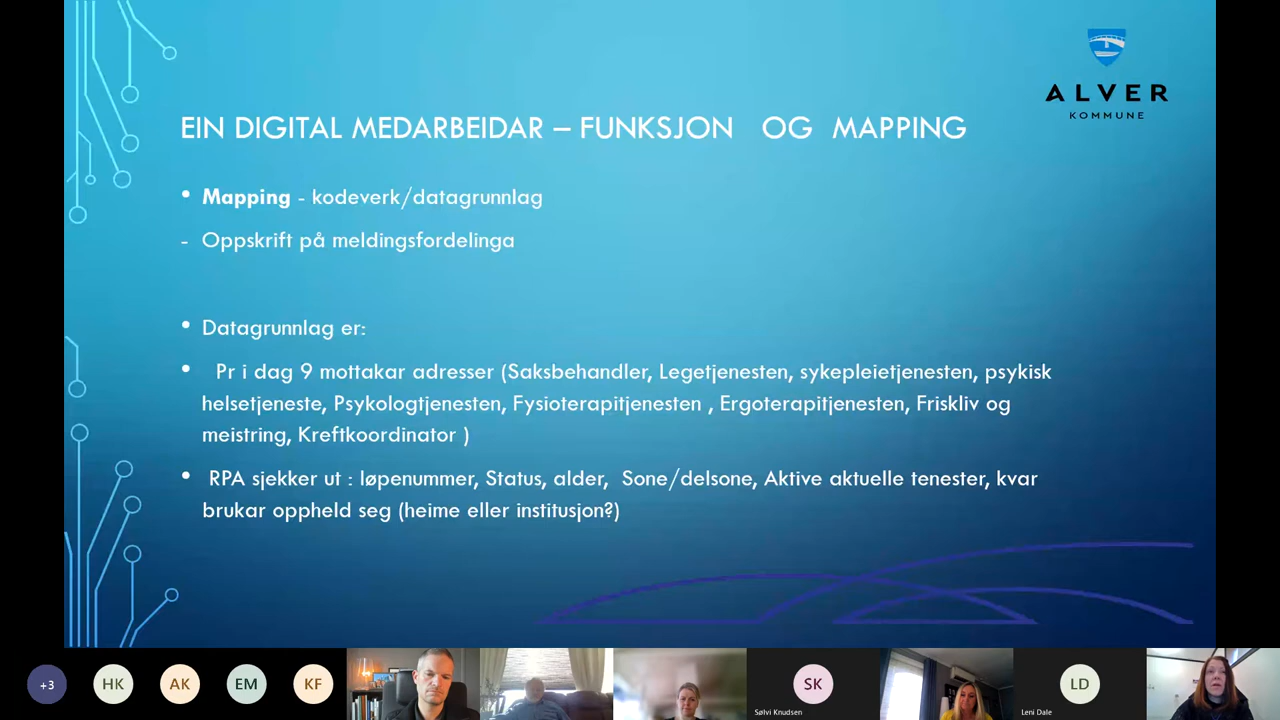 ALVER
KOMMUNE
EIN DIGITAL MEDARBEIDAR – FUNKSJON OG MAPPING
• Mapping - kodeverk/datagrunnlag
- Oppskrift på meldingsfordelinga
• Datagrunnlag er:
• Pr i dag 9 mottakar adresser (Saksbehandler, Legetjenesten, sykepleietjenesten, psykisk
helsetjeneste, Psykologtjenesten, Fysioterapitjenesten , Ergoterapitjenesten, Friskliv og
meistring, Kreftkoordinator )
• RPA sjekker ut : løpenummer, Status, alder, Sone/delsone, Aktive aktuelle tenester, kvar
brukar oppheld seg (heime eller institusjon?)
+3
HK
AK
EM
KF
SK
Sølvi Knudsen
LD
Leni Dale